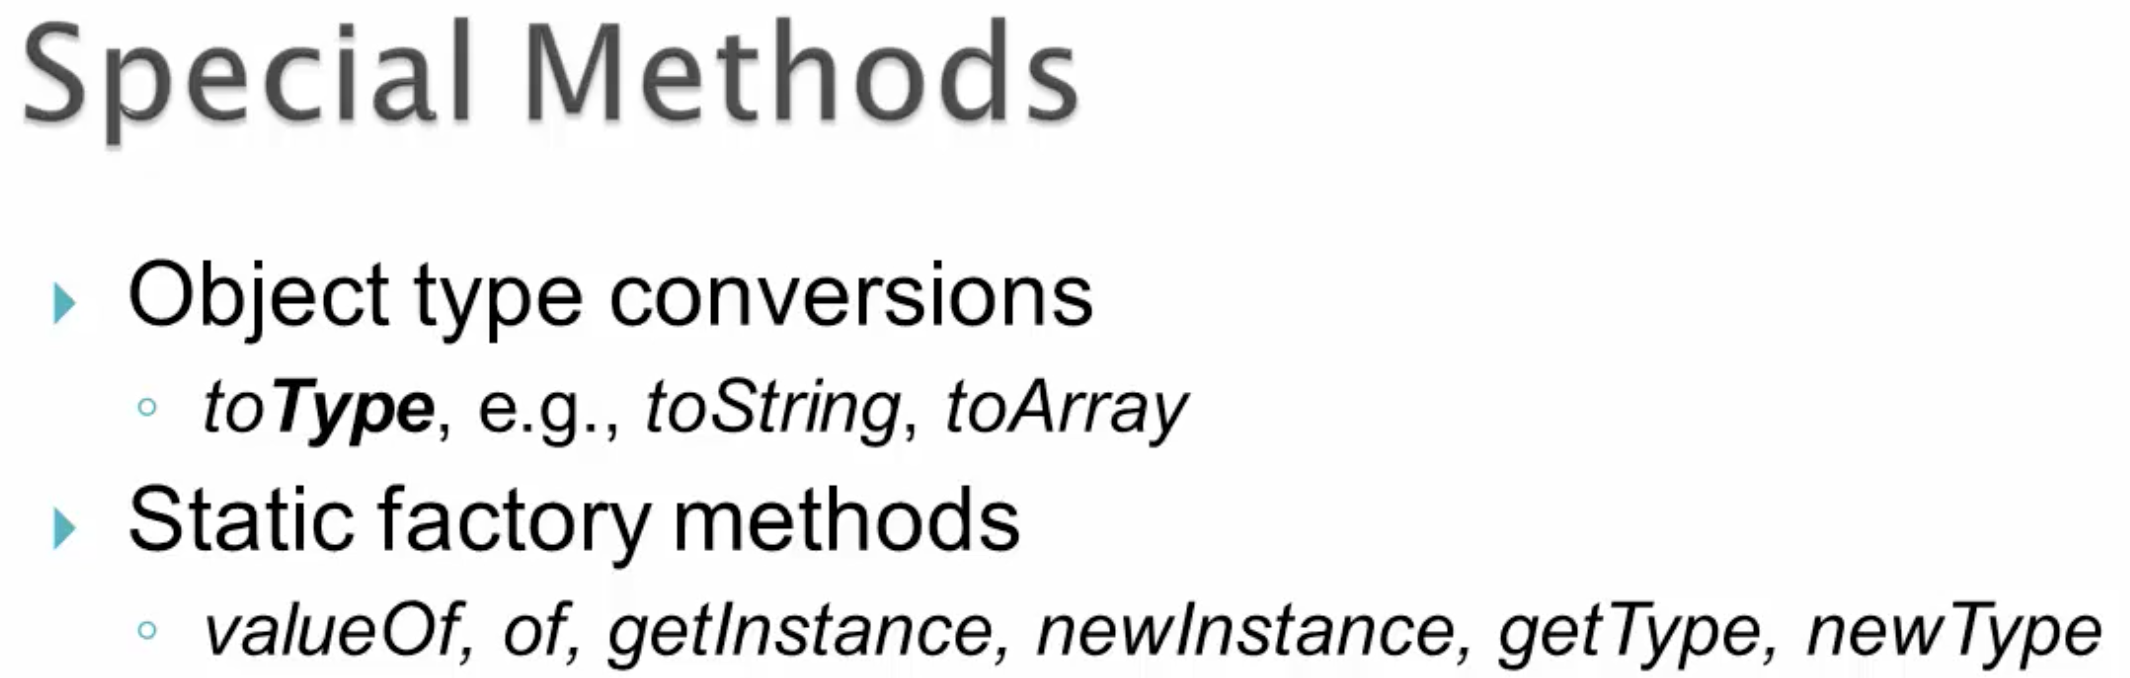 Special Methods
Object type conversions
toType, e.g., toString, toArray
Static factory methods
valueOf, of, getInstance, newInstance, getType, newType